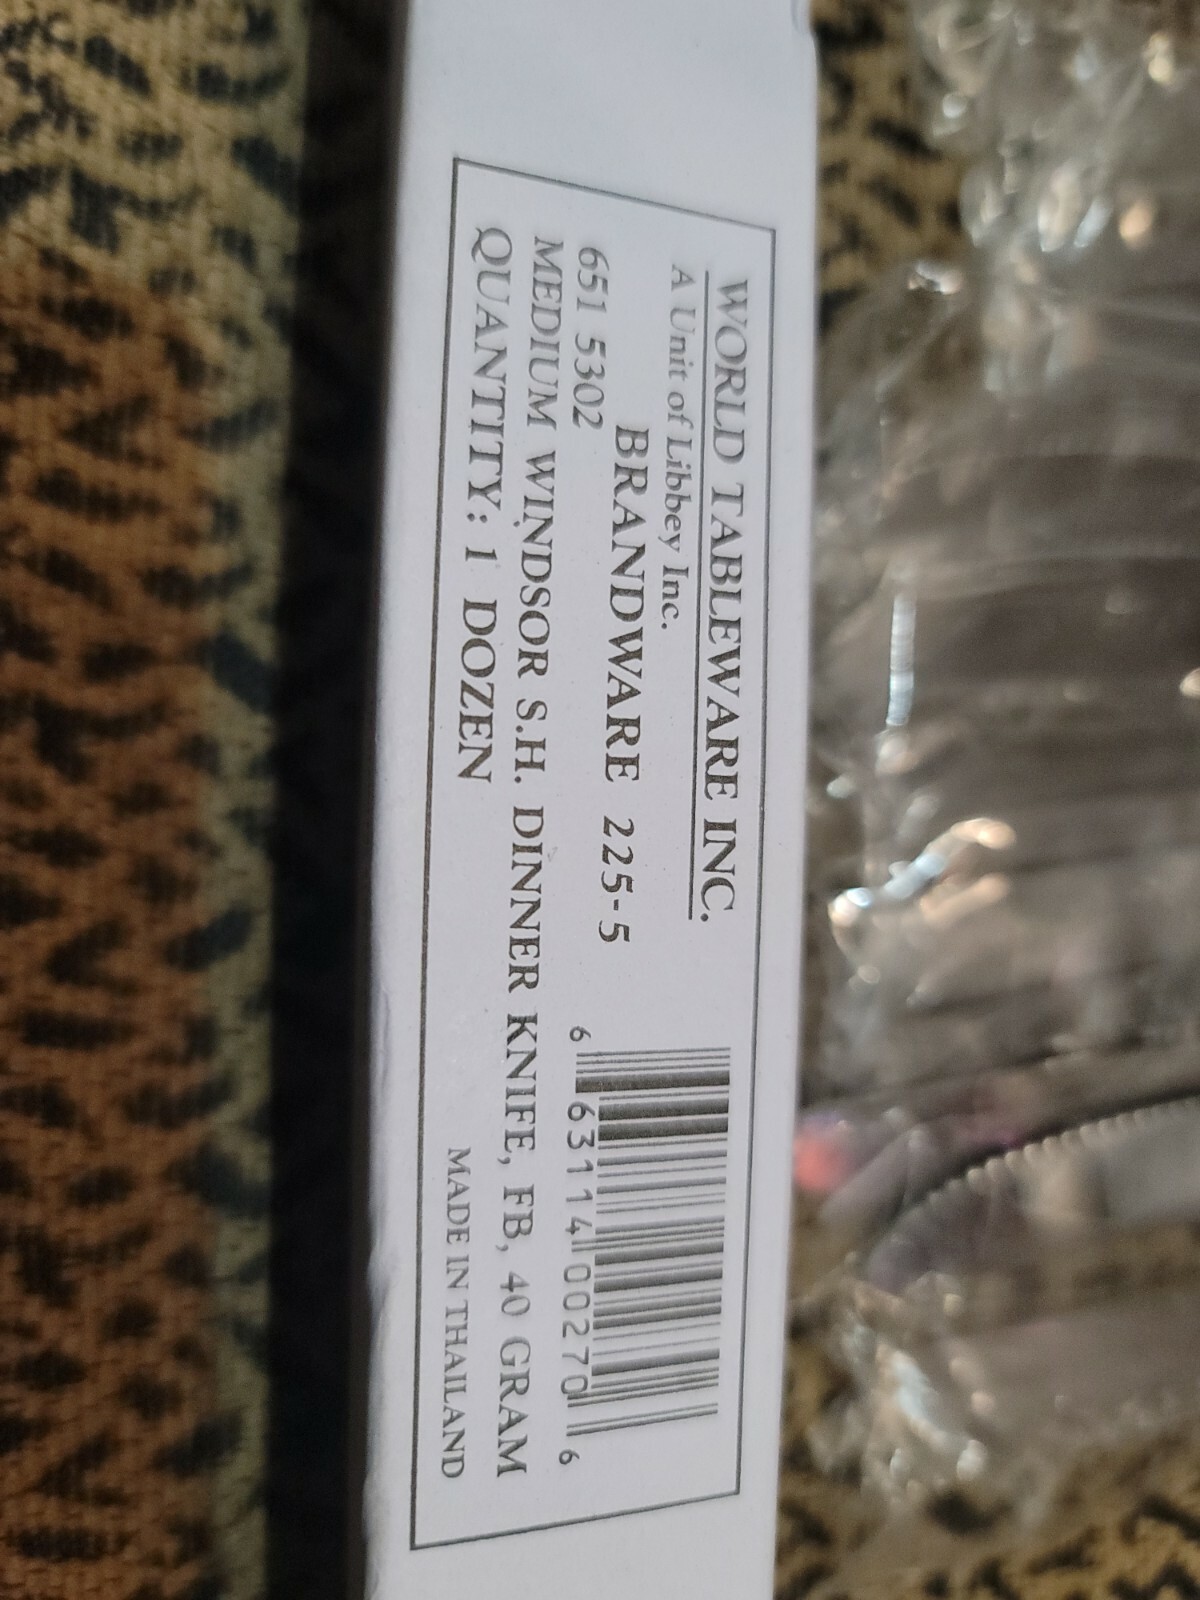 WORLD TABLEWARE INC.
A Unit of Libbey Inc.
BRANDWARE 225-5
651 5302
MEDIUM WINDSOR S.H. DINNER KNIFE, FB, 40 GRAM
QUANTITY: 1 DOZEN
MADE IN THAILAND
6 63114 00270 6